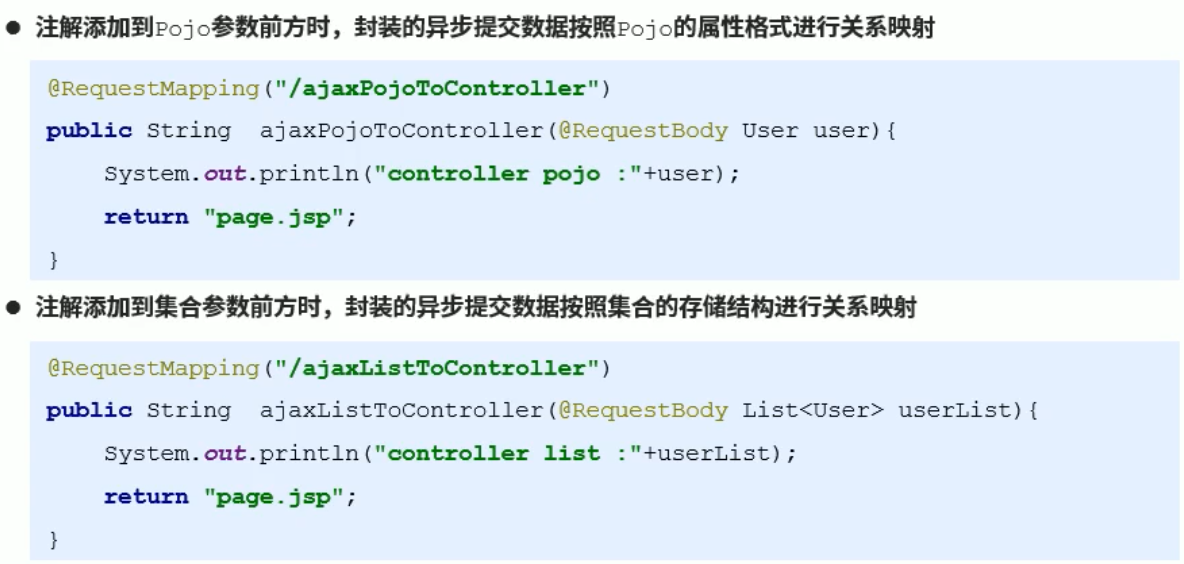 ● 注解添加到Pojo参数前方时，封装的异步提交数据按照Pojo的属性格式进行关系映射
@RequestMapping("/ajaxPojoToController")
public String  ajaxPojoToController(@RequestBody User user){
    System.out.println("controller pojo :"+user);
    return "page.jsp";
}
● 注解添加到集合参数前方时，封装的异步提交数据按照集合的存储结构进行关系映射
@RequestMapping("/ajaxListToController")
public String  ajaxListToController(@RequestBody List<User> userList){
    System.out.println("controller list :"+userList);
    return "page.jsp";
}